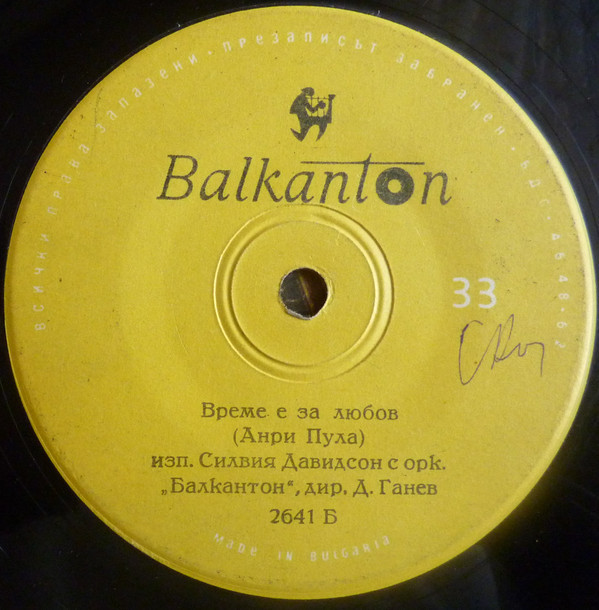 ВСИЧКИ ПРАВА ЗАПАЗЕНИ · ПРЕЗАПИСЪТ ЗАБРАНЕН · БДС · 4648-62
Balkanton
33
Време е за любов
(Анри Пула)
изп. Силвия Давидсон с орк.
„Балкантон“, дир. Д. Ганев
2641 Б
MADE IN BULGARIA